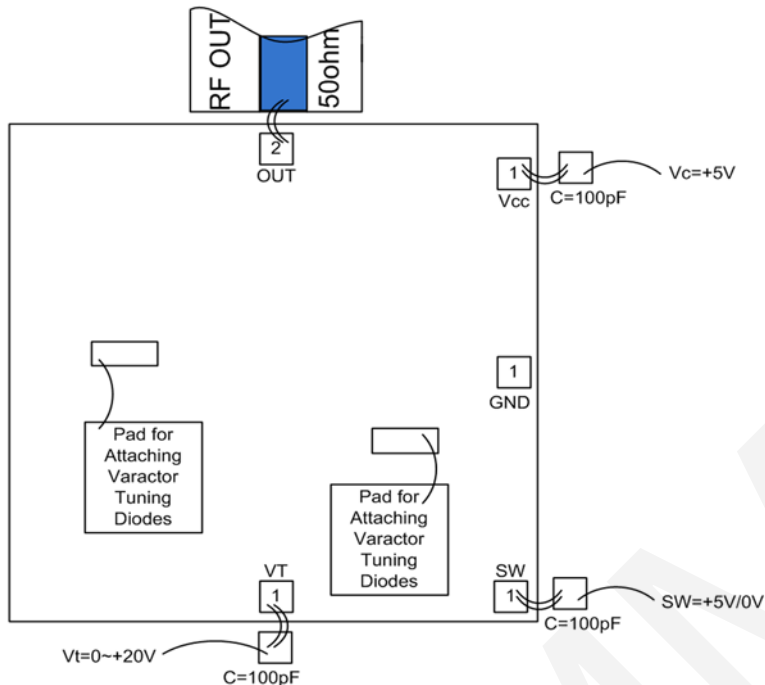 RF OUT
50ohm
2
OUT
1
Vcc
C=100pF
Vc=+5V
1
GND
Pad for
Attaching
Varactor
Tuning
Diodes
Pad for
Attaching
Varactor
Tuning
Diodes
VT
1
SW
1
C=100pF
SW=+5V/0V
Vt=0~+20V
C=100pF